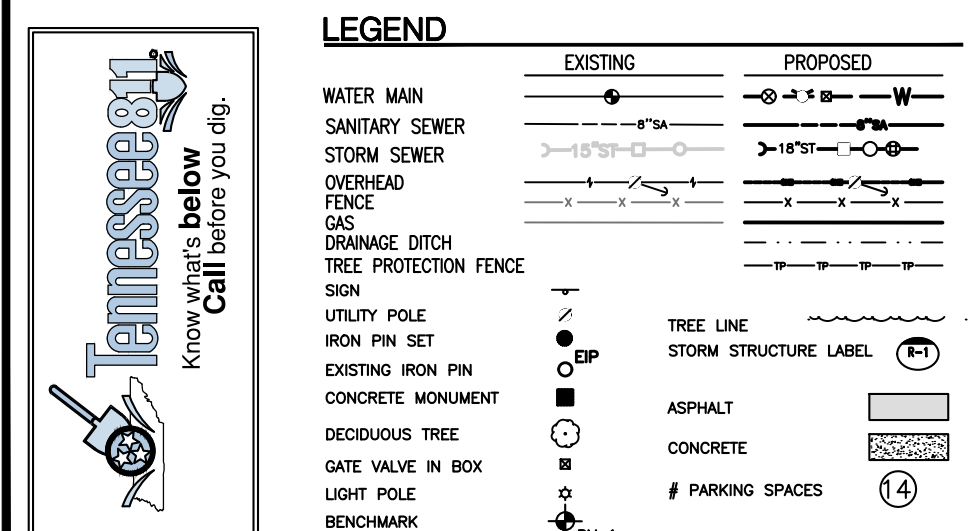 Tennessee811
Know what's below
Call before you dig.
LEGEND
EXISTING PROPOSED
WATER MAIN W
SANITARY SEWER 8"SA 8"SA
STORM SEWER 15"ST 18"ST
OVERHEAD
FENCE X X X X X X
GAS
DRAINAGE DITCH
TREE PROTECTION FENCE TP TP TP TP
SIGN
UTILITY POLE
IRON PIN SET
EXISTING IRON PIN EIP
CONCRETE MONUMENT
DECIDUOUS TREE
GATE VALVE IN BOX
LIGHT POLE
BENCHMARK
TREE LINE
STORM STRUCTURE LABEL R-1
ASPHALT
CONCRETE
# PARKING SPACES 14